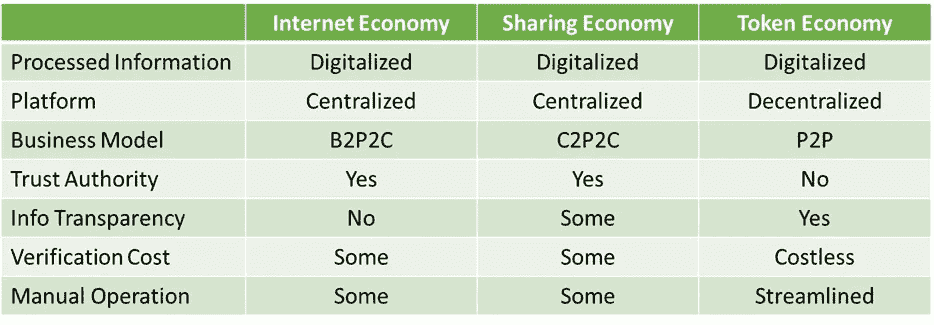 Internet Economy Sharing Economy Token Economy
Processed Information Digitalized Digitalized Digitalized
Platform Centralized Centralized Decentralized
Business Model B2P2C C2P2C P2P
Trust Authority Yes Yes No
Info Transparency No Some Yes
Verification Cost Some Some Costless
Manual Operation Some Some Streamlined